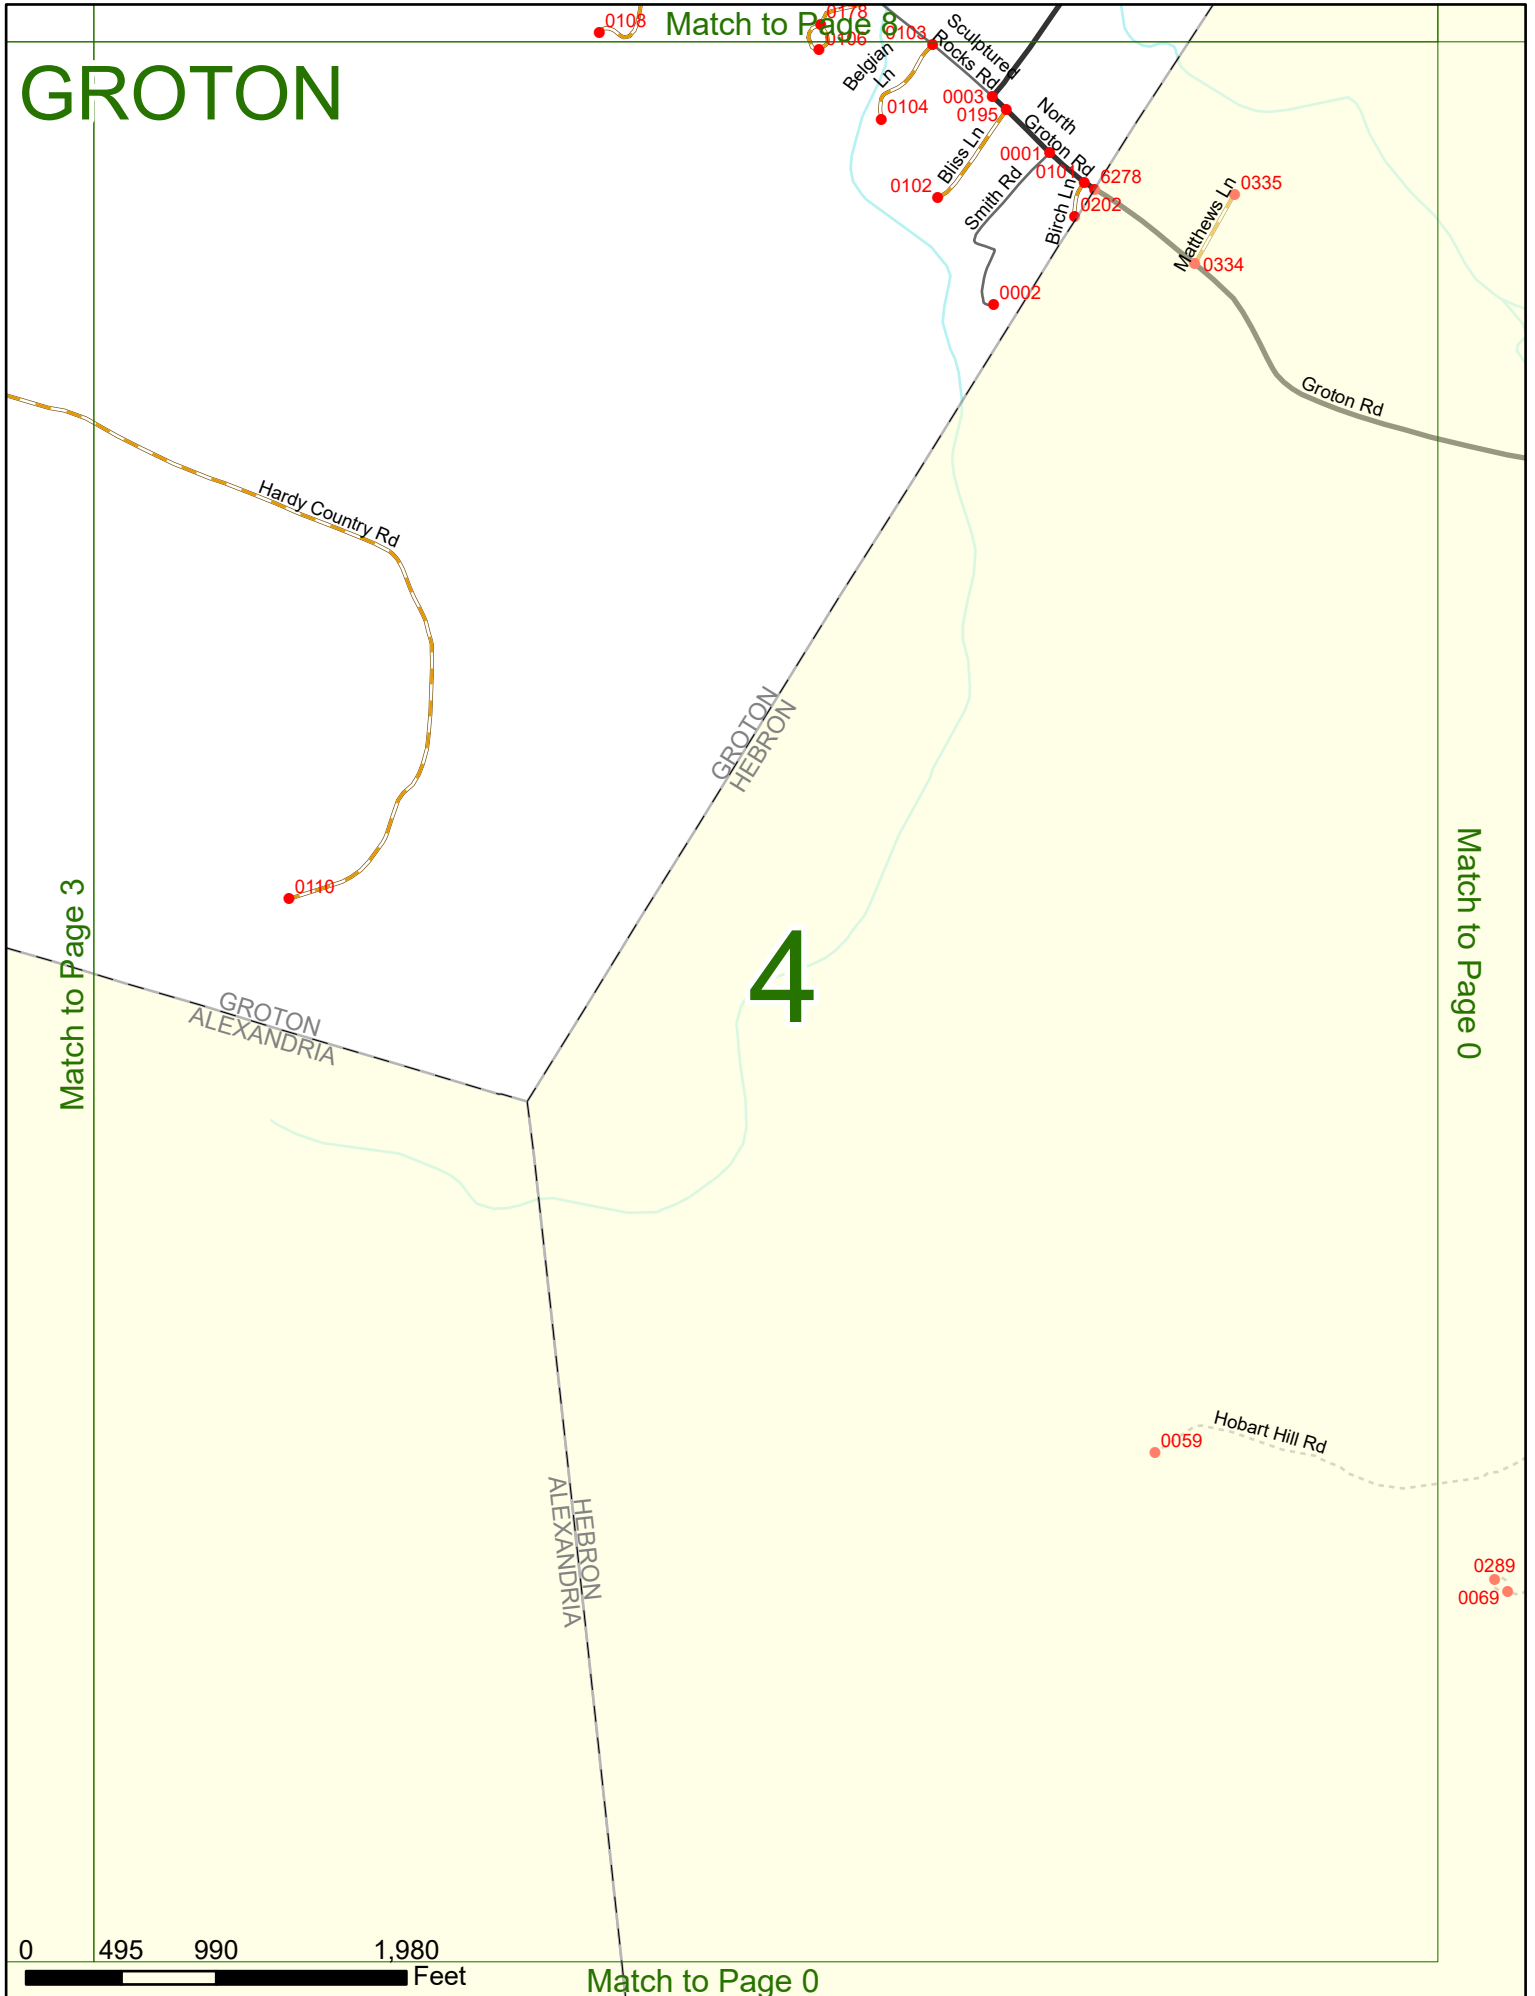 0108
0178
Match to Page 8
0106
0103
Sculptured
Rocks Rd
GROTON
Belgian
Ln
0003
0104
0195
North
Groton Rd
0001
Bliss Ln
0102
Smith Rd
0101
6278
Birch Ln
0202
0335
Matthews Ln
0334
0002
Groton Rd
Hardy Country Rd
GROTON
HEBRON
0110
Match to Page 3
Match to Page 0
4
GROTON
ALEXANDRIA
0059
Hobart Hill Rd
HEBRON
ALEXANDRIA
0289
0069
0 495 990 1,980
Feet
Match to Page 0